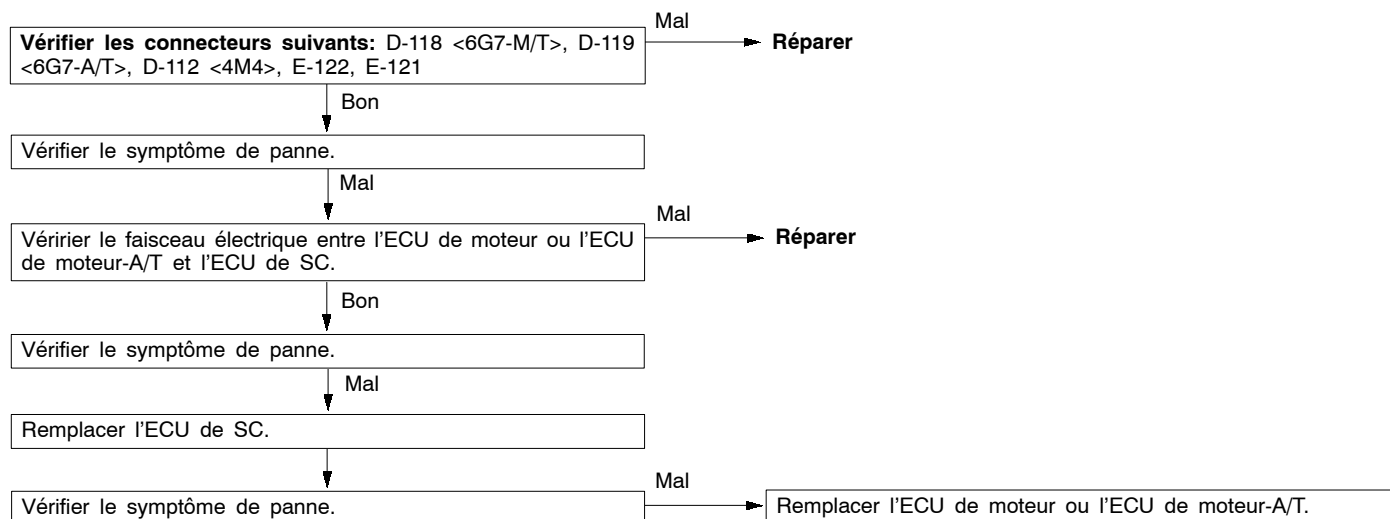 Mal
Vérifier les connecteurs suivants: D-118 <6G7-M/T>, D-119
<6G7-A/T>, D-112 <4M4>, E-122, E-121
Réparer
Bon
Vérifier le symptôme de panne.
Mal
Mal
Véririer le faisceau électrique entre l'ECU de moteur ou l'ECU
de moteur-A/T et l'ECU de SC.
Réparer
Bon
Vérifier le symptôme de panne.
Mal
Remplacer l'ECU de SC.
Mal
Vérifier le symptôme de panne.
Remplacer l'ECU de moteur ou l'ECU de moteur-A/T.